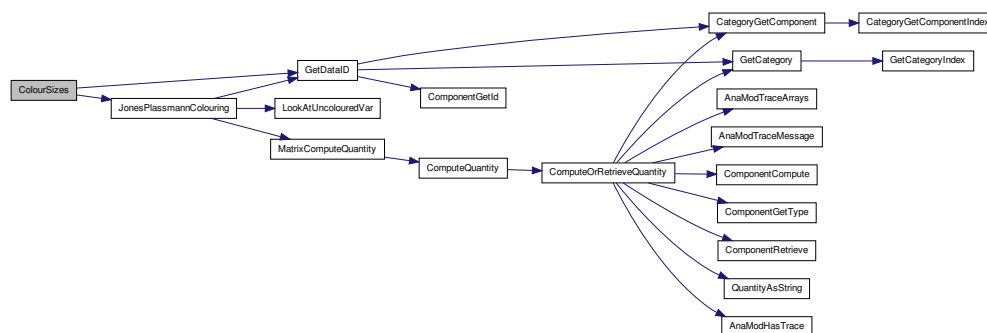 ColourSizes
JonesPlassmannColouring
GetDataID
LookAtUncolouredVar
MatrixComputeQuantity
ComponentGetId
ComputeQuantity
ComputeOrRetrieveQuantity
CategoryGetComponent
GetCategory
AnaModTraceArrays
AnaModTraceMessage
ComponentCompute
ComponentGetType
ComponentRetrieve
QuantityAsString
AnaModHasTrace
CategoryGetComponentIndex
GetCategoryIndex